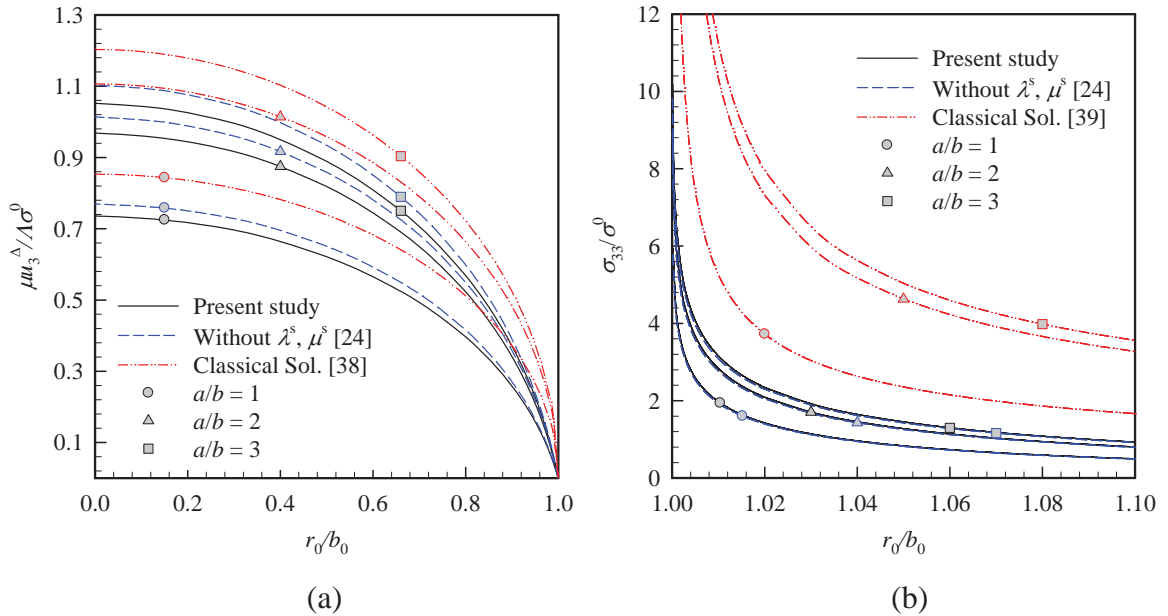 1.3
1.1
0.9
0.7
0.5
0.3
0.1
μu₃^Δ/Λσ⁰
Present study
Without λˢ, μˢ [24]
Classical Sol. [38]
a/b = 1
a/b = 2
a/b = 3
0.0 0.2 0.4 0.6 0.8 1.0
r₀/b₀
(a)
12
10
8
6
4
2
0
σ₃₃/σ⁰
Present study
Without λˢ, μˢ [24]
Classical Sol. [39]
a/b = 1
a/b = 2
a/b = 3
1.00 1.02 1.04 1.06 1.08 1.10
r₀/b₀
(b)